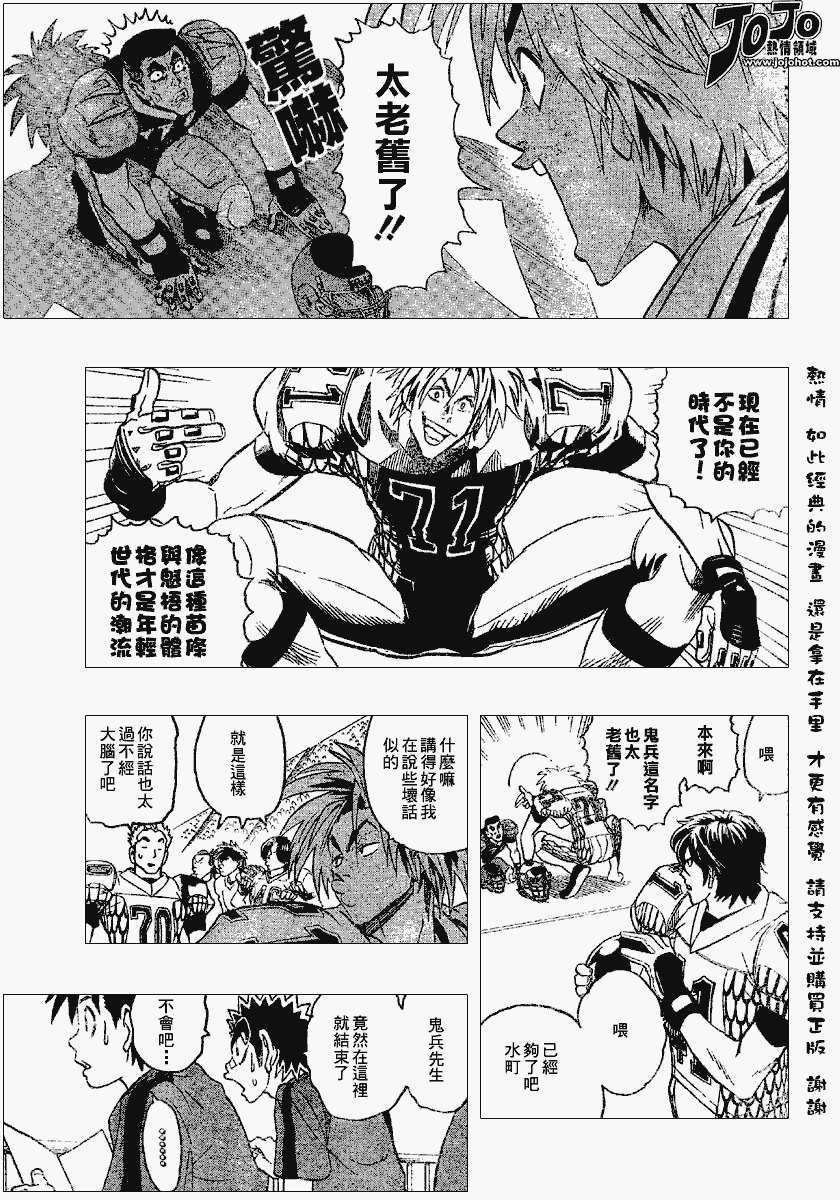 JOJO
熱情領域
www.jojohot.com
太老舊了!!
驚嚇
現在已經
不是你的
時代了！
像這種苗條
與魁梧的體
格才是年輕
世代的潮流
喂
本來啊
鬼兵這名字
也太
老舊了!!
喂
已經
夠了吧
水町
什麼嘛
講得好像我
在說些壞話
似的
就是這樣
你說話也太
過不經
大腦了吧
鬼兵先生
竟然在這裡
就結束了
不會吧…
……
71
70
熱情 如此經典的漫畫 還是拿在手里 才更有感覺 請支持並購買正版 謝謝